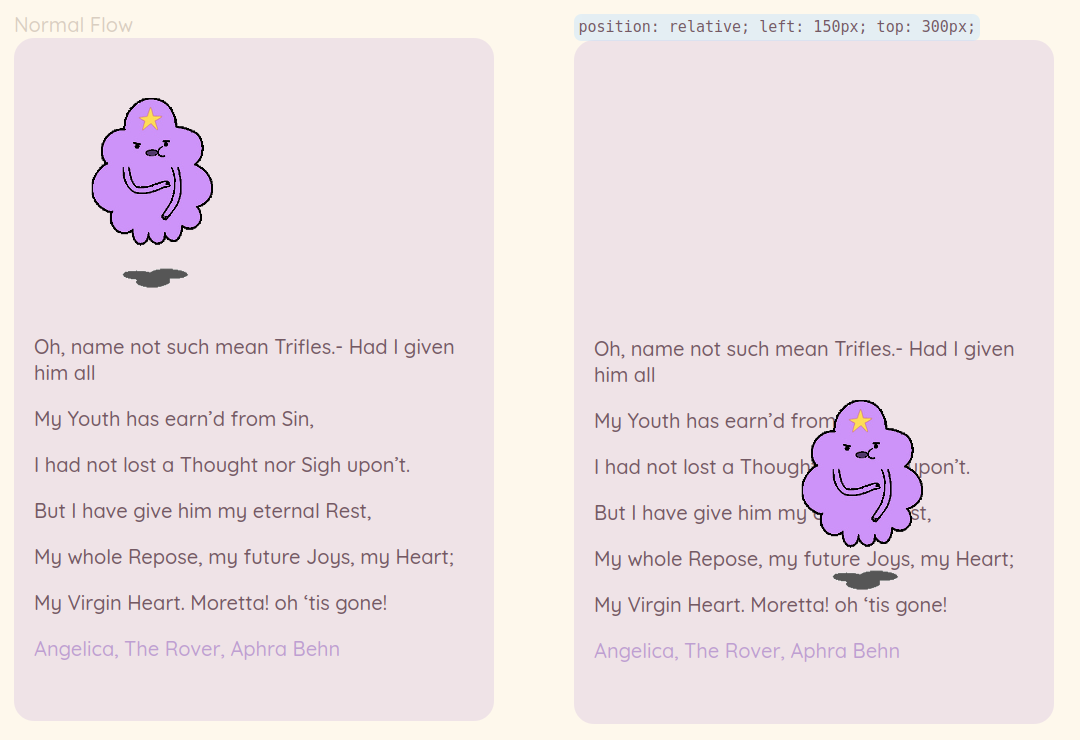 Normal Flow
Oh, name not such mean Trifles.- Had I given
him all
My Youth has earn’d from Sin,
I had not lost a Thought nor Sigh upon’t.
But I have give him my eternal Rest,
My whole Repose, my future Joys, my Heart;
My Virgin Heart. Moretta! oh ‘tis gone!
Angelica, The Rover, Aphra Behn
position: relative; left: 150px; top: 300px;
Oh, name not such mean Trifles.- Had I given
him all
My Youth has earn’d from
I had not lost a upon’t.
But I have give him my
My whole Repose, my future Joys, my Heart;
My Virgin Heart. Moretta! oh ‘tis gone!
Angelica, The Rover, Aphra Behn